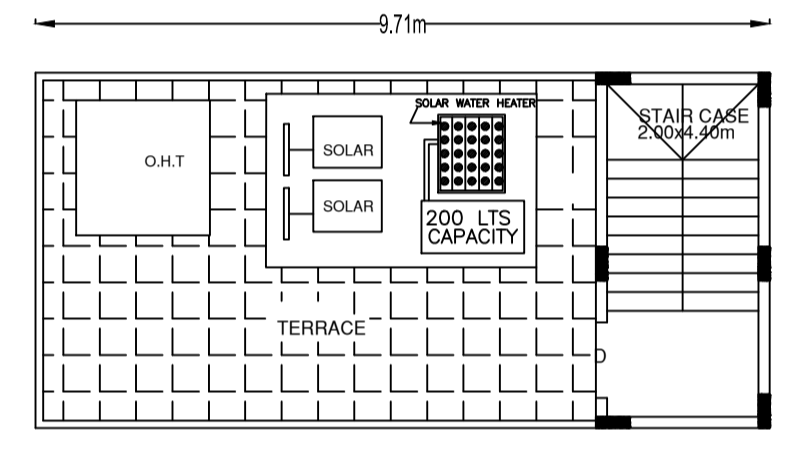 9.71m
SOLAR WATER HEATER
STAIR CASE
2.00x4.40m
O.H.T
SOLAR
SOLAR
200 LTS
CAPACITY
TERRACE
D